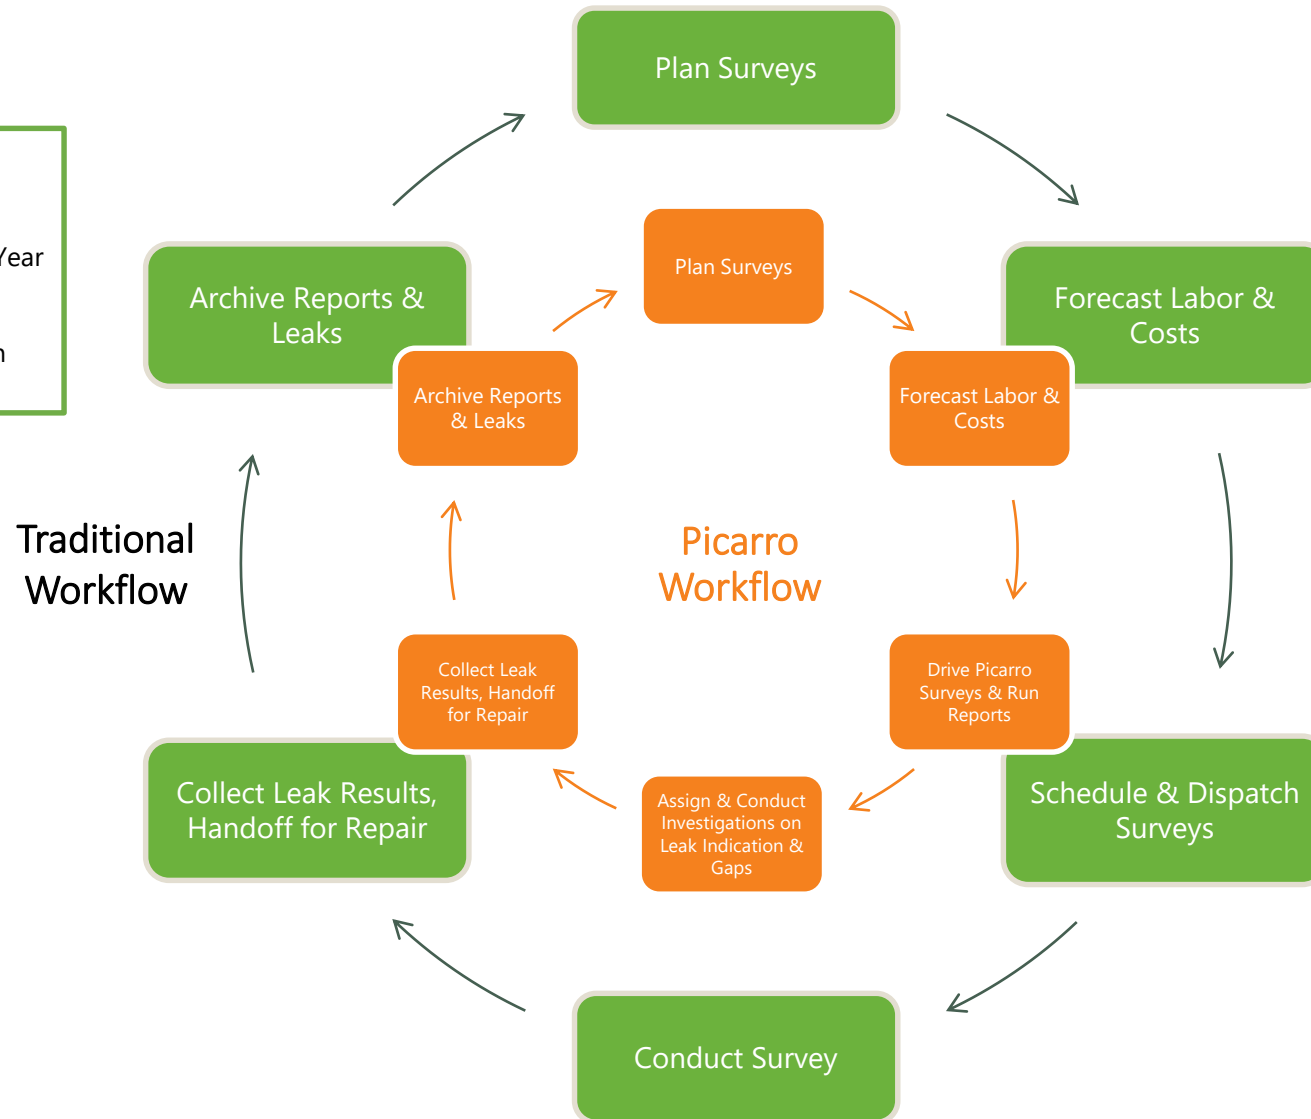 Plan Surveys
Year
Plan Surveys
Archive Reports &
Leaks
Forecast Labor &
Costs
Archive Reports
& Leaks
Forecast Labor &
Costs
Traditional
Workflow
Picarro
Workflow
Collect Leak
Results, Handoff
for Repair
Drive Picarro
Surveys & Run
Reports
Collect Leak Results,
Handoff for Repair
Assign & Conduct
Investigations on
Leak Indication &
Gaps
Schedule & Dispatch
Surveys
Conduct Survey